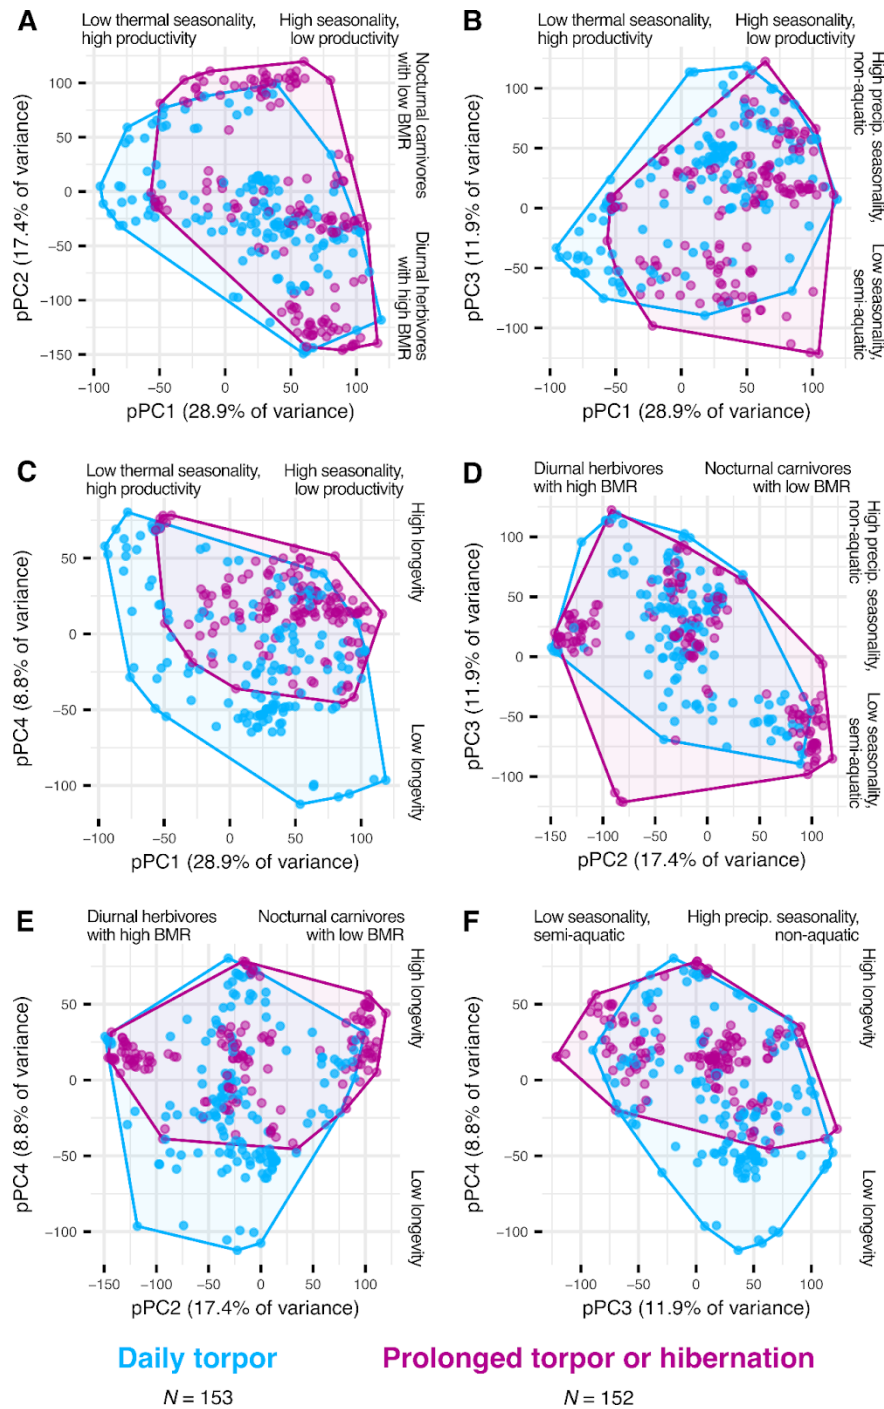 A
Low thermal seasonality,
high productivity
High seasonality,
low productivity
Nocturnal carnivores
with low BMR
Diurnal herbivores
with high BMR
pPC2 (17.4% of variance)
100
50
0
−50
−100
−150
−100
−50
0
50
100
pPC1 (28.9% of variance)
B
Low thermal seasonality,
high productivity
High seasonality,
low productivity
High precip. seasonality,
non-aquatic
Low seasonality,
semi-aquatic
pPC3 (11.9% of variance)
100
50
0
−50
−100
−100
−50
0
50
100
pPC1 (28.9% of variance)
C
Low thermal seasonality,
high productivity
High seasonality,
low productivity
High longevity
Low longevity
pPC4 (8.8% of variance)
50
0
−50
−100
−100
−50
0
50
100
pPC1 (28.9% of variance)
D
Diurnal herbivores
with high BMR
Nocturnal carnivores
with low BMR
High precip. seasonality,
non-aquatic
Low seasonality,
semi-aquatic
pPC3 (11.9% of variance)
100
50
0
−50
−100
−150
−100
−50
0
50
100
pPC2 (17.4% of variance)
E
Diurnal herbivores
with high BMR
Nocturnal carnivores
with low BMR
High longevity
Low longevity
pPC4 (8.8% of variance)
50
0
−50
−100
−150
−100
−50
0
50
100
pPC2 (17.4% of variance)
F
Low seasonality,
semi-aquatic
High precip. seasonality,
non-aquatic
High longevity
Low longevity
pPC4 (8.8% of variance)
50
0
−50
−100
−100
−50
0
50
100
pPC3 (11.9% of variance)
Daily torpor
N = 153
Prolonged torpor or hibernation
N = 152